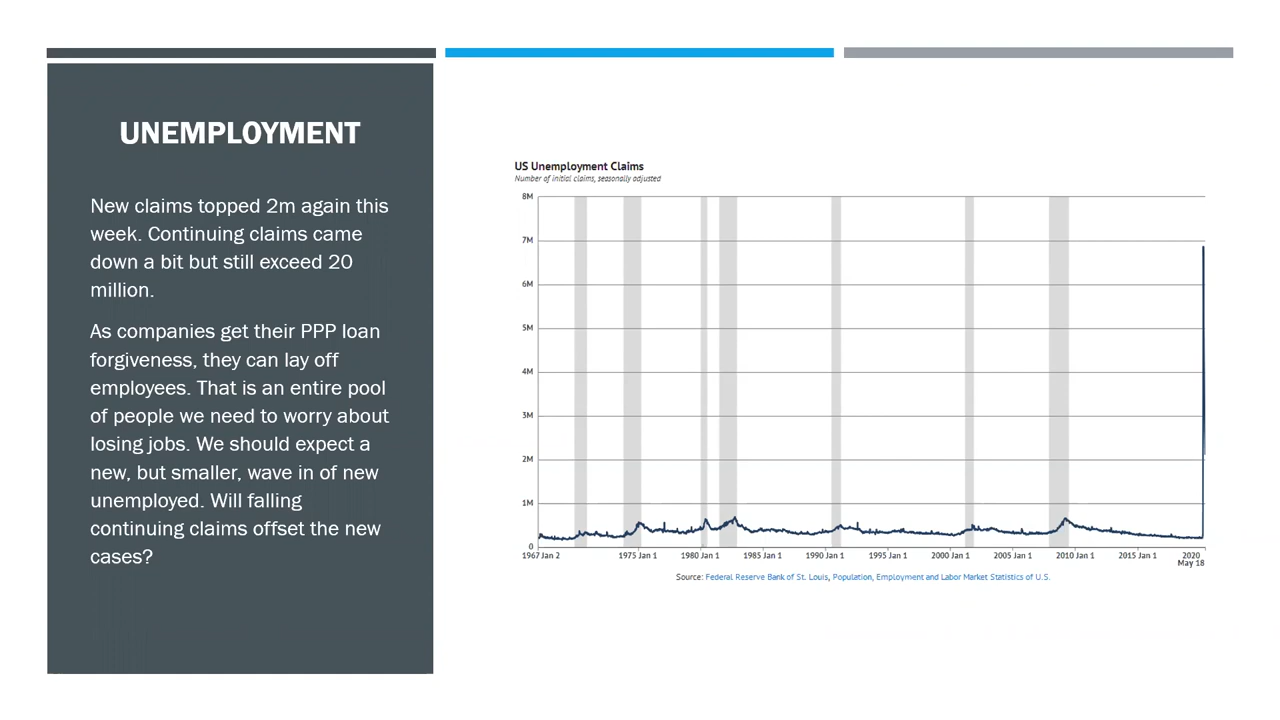 UNEMPLOYMENT
New claims topped 2m again this
week. Continuing claims came
down a bit but still exceed 20
million.
As companies get their PPP loan
forgiveness, they can lay off
employees. That is an entire pool
of people we need to worry about
losing jobs. We should expect a
new, but smaller, wave in of new
unemployed. Will falling
continuing claims offset the new
cases?
US Unemployment Claims
Number of initial claims, seasonally adjusted
8M
7M
6M
5M
4M
3M
2M
1M
0
1967 Jan 2 1975 Jan 1 1980 Jan 1 1985 Jan 1 1990 Jan 1 1995 Jan 1 2000 Jan 1 2005 Jan 1 2010 Jan 1 2015 Jan 1 2020
May 18
Source: Federal Reserve Bank of St. Louis, Population, Employment and Labor Market Statistics of U.S.